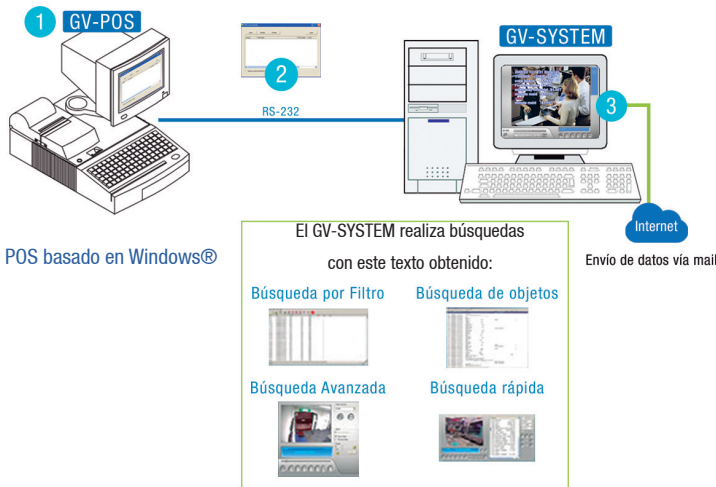 1 GV-POS
2
GV-SYSTEM
3
RS-232
Internet
Envío de datos vía mail
POS basado en Windows®
El GV-SYSTEM realiza búsquedas
con este texto obtenido:
Búsqueda por Filtro
Búsqueda de objetos
Búsqueda Avanzada
Búsqueda rápida